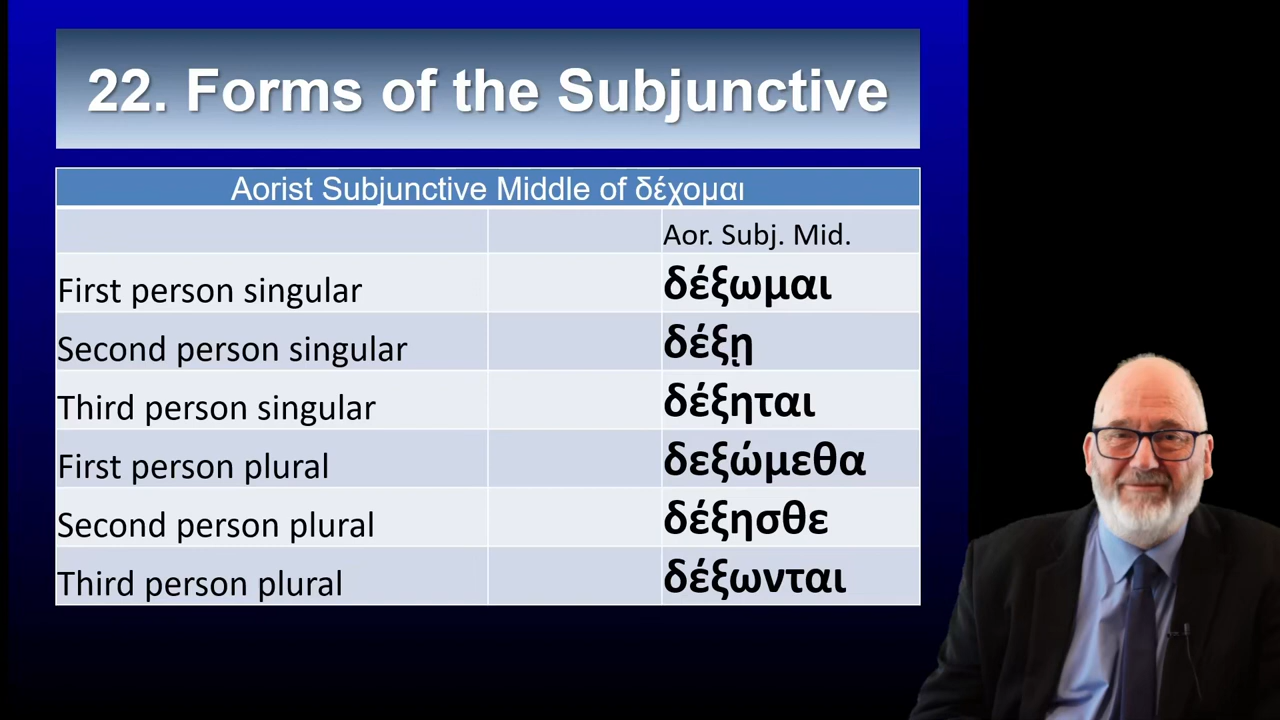 22. Forms of the Subjunctive
Aorist Subjunctive Middle of δέχομαι
Aor. Subj. Mid.
First person singular δέξωμαι
Second person singular δέξῃ
Third person singular δέξηται
First person plural δεξώμεθα
Second person plural δέξησθε
Third person plural δέξωνται